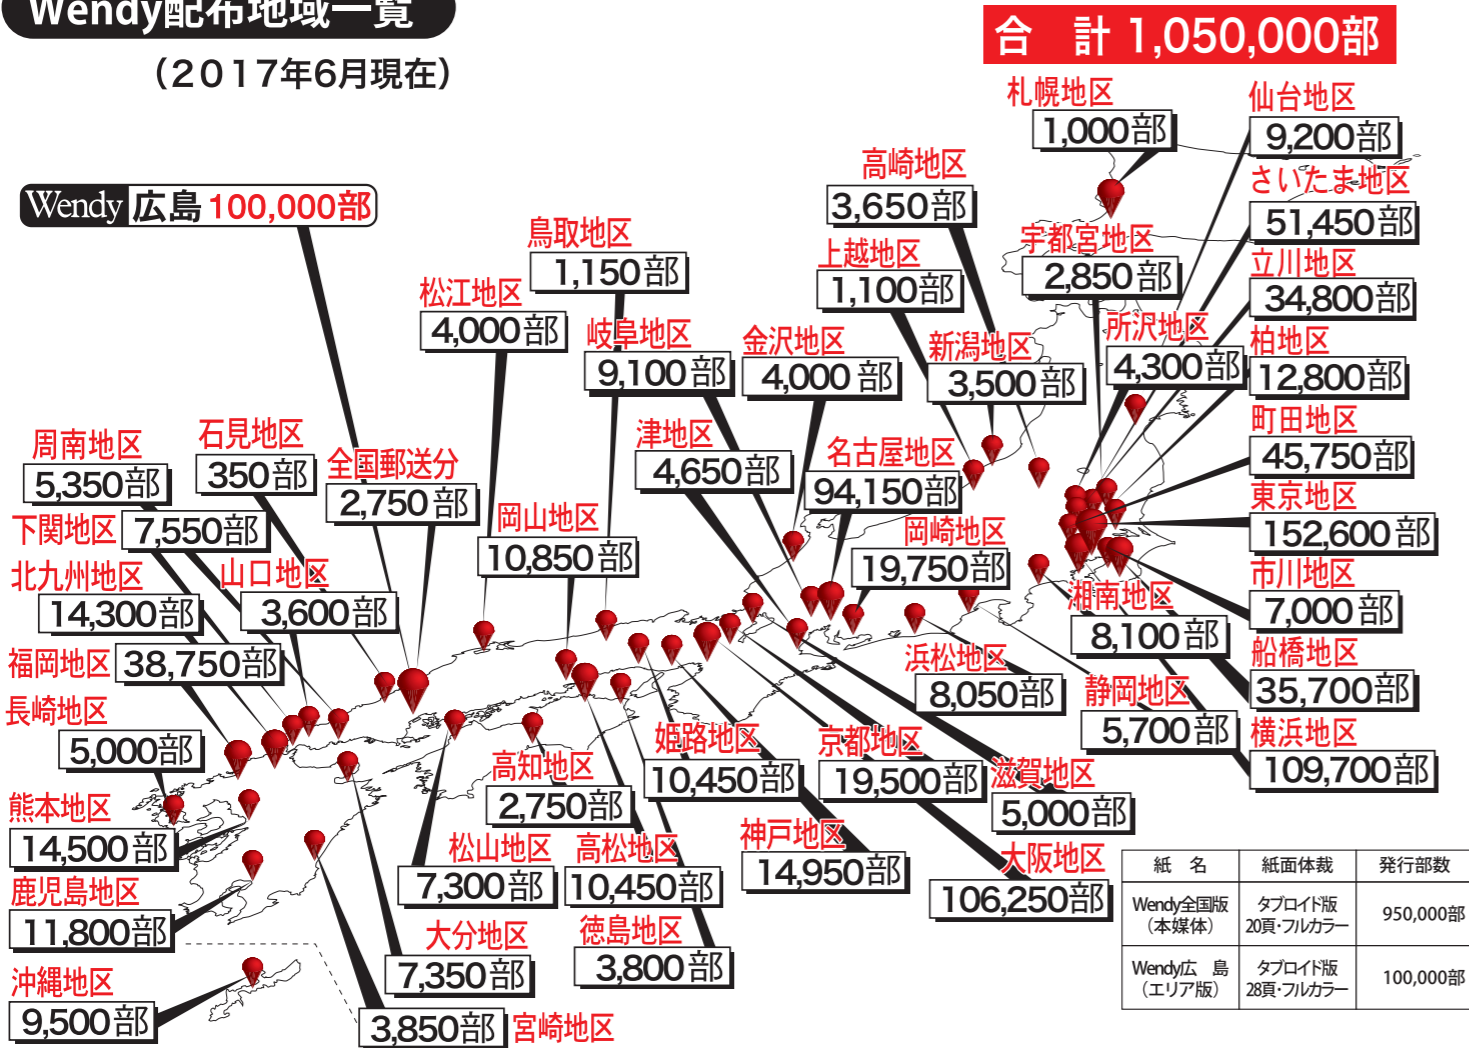 Wendy配布地域一覧
（2017年6月現在）
合　計 1,050,000部
Wendy 広島 100,000部
札幌地区
1,000部
仙台地区
9,200部
高崎地区
3,650部
さいたま地区
51,450部
鳥取地区
1,150部
上越地区
1,100部
宇都宮地区
2,850部
立川地区
34,800部
松江地区
4,000部
岐阜地区
9,100部
金沢地区
4,000部
新潟地区
3,500部
所沢地区
4,300部
柏地区
12,800部
周南地区
5,350部
石見地区
350部
全国郵送分
2,750部
津地区
4,650部
名古屋地区
94,150部
町田地区
45,750部
下関地区
7,550部
岡山地区
10,850部
岡崎地区
19,750部
東京地区
152,600部
北九州地区
14,300部
山口地区
3,600部
湘南地区
8,100部
市川地区
7,000部
福岡地区
38,750部
浜松地区
8,050部
船橋地区
35,700部
長崎地区
5,000部
静岡地区
5,700部
横浜地区
109,700部
高知地区
2,750部
姫路地区
10,450部
京都地区
19,500部
滋賀地区
5,000部
熊本地区
14,500部
松山地区
7,300部
高松地区
10,450部
神戸地区
14,950部
大阪地区
106,250部
鹿児島地区
11,800部
大分地区
7,350部
徳島地区
3,800部
沖縄地区
9,500部
3,850部
宮崎地区
紙　名 紙面体裁 発行部数
Wendy全国版 タブロイド版 950,000部
（本媒体） 20頁・フルカラー
Wendy広　島 タブロイド版 100,000部
（エリア版） 28頁・フルカラー